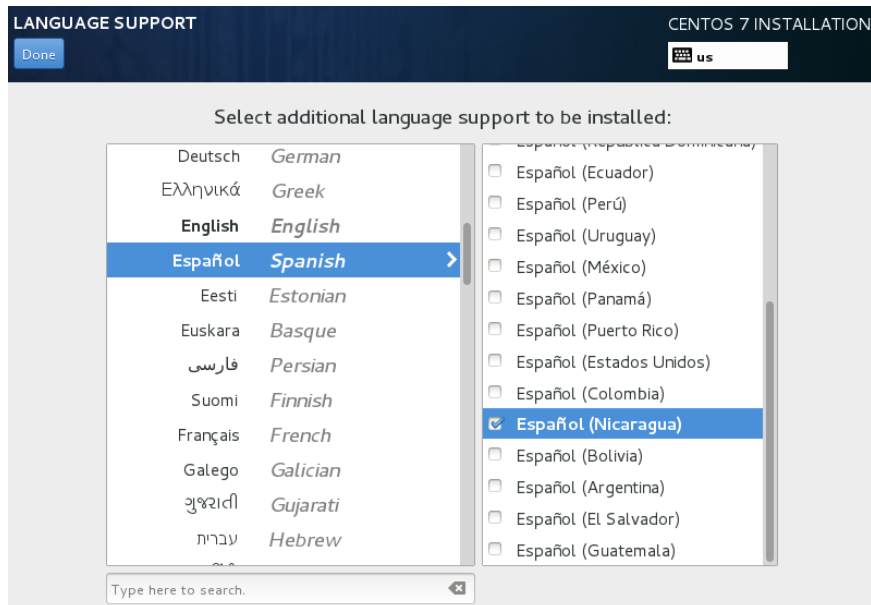 LANGUAGE SUPPORT
CENTOS 7 INSTALLATION
Done
us
Select additional language support to be installed:
Deutsch German
Ελληνικά Greek
English English
Español Spanish
Eesti Estonian
Euskara Basque
فارسی Persian
Suomi Finnish
Français French
Galego Galician
ગુજરાતી Gujarati
עברית Hebrew
Español (República Dominicana)
Español (Ecuador)
Español (Perú)
Español (Uruguay)
Español (México)
Español (Panamá)
Español (Puerto Rico)
Español (Estados Unidos)
Español (Colombia)
Español (Nicaragua)
Español (Bolivia)
Español (Argentina)
Español (El Salvador)
Español (Guatemala)
Type here to search.